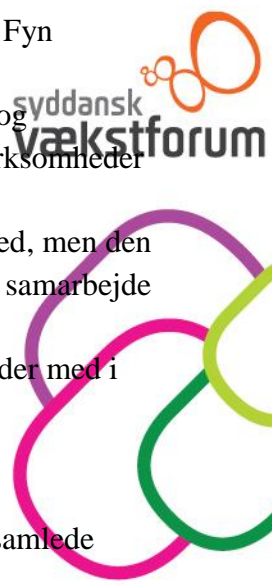 Fyn
syddansk
og
vækstforum
rksomheder
ed, men den
samarbejde
der med i
samlede